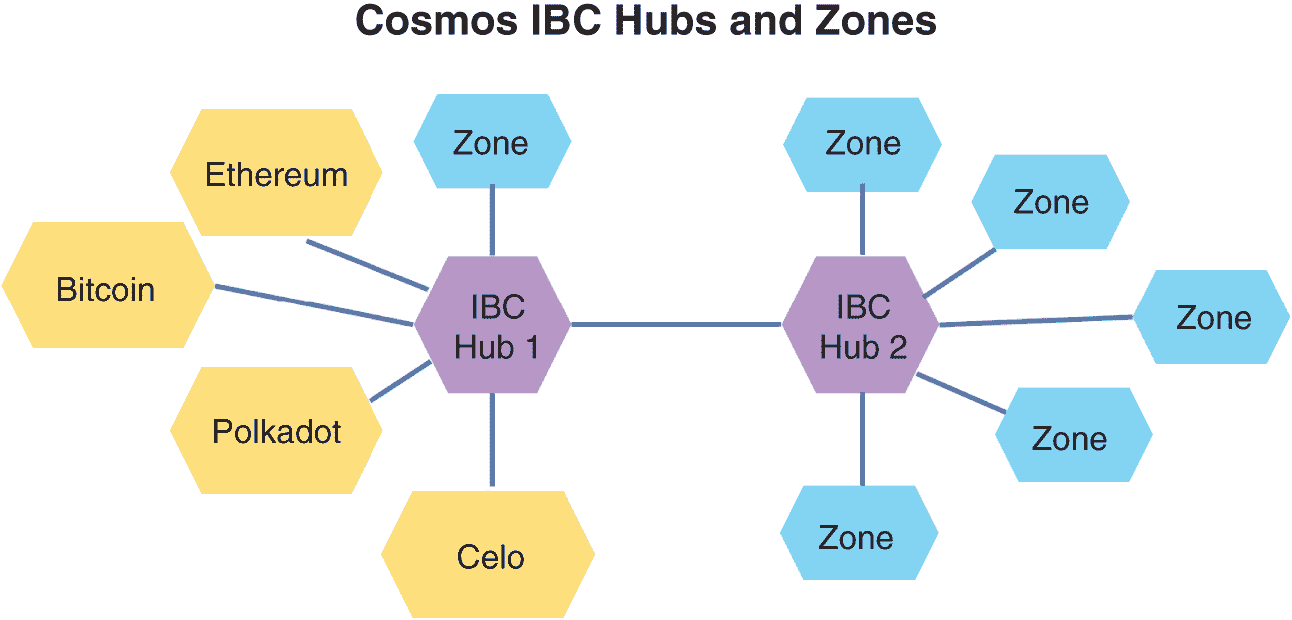 Cosmos IBC Hubs and Zones
Zone
Zone
Ethereum
Zone
Bitcoin
IBC
Hub 1
IBC
Hub 2
Zone
Polkadot
Zone
Celo
Zone